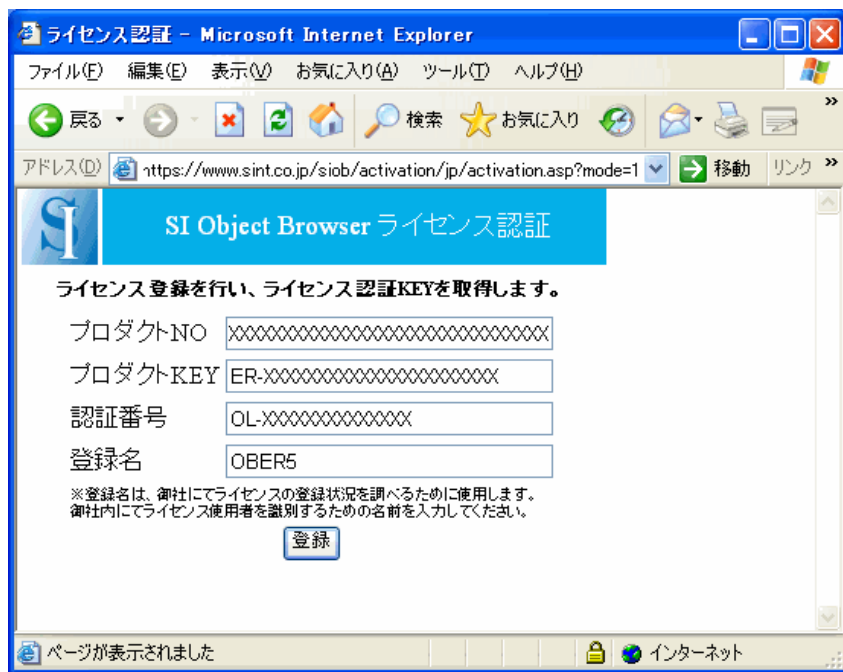 ライセンス認証 - Microsoft Internet Explorer
ファイル(F) 編集(E) 表示(V) お気に入り(A) ツール(T) ヘルプ(H)
戻る 検索 お気に入り
アドレス(D) https://www.sint.co.jp/siob/activation/jp/activation.asp?mode=1 移動 リンク
SI SI Object Browser ライセンス認証
ライセンス登録を行い、ライセンス認証KEYを取得します。
プロダクトNO XXXXXXXXXXXXXXXXXXXXXXXXXXXXX
プロダクトKEY ER-XXXXXXXXXXXXXXXXXXXXX
認証番号 OL-XXXXXXXXXXXXX
登録名 OBER5
※登録名は、御社にてライセンスの登録状況を調べるために使用します。
御社内にてライセンス使用者を識別するための名前を入力してください。
登録
ページが表示されました インターネット